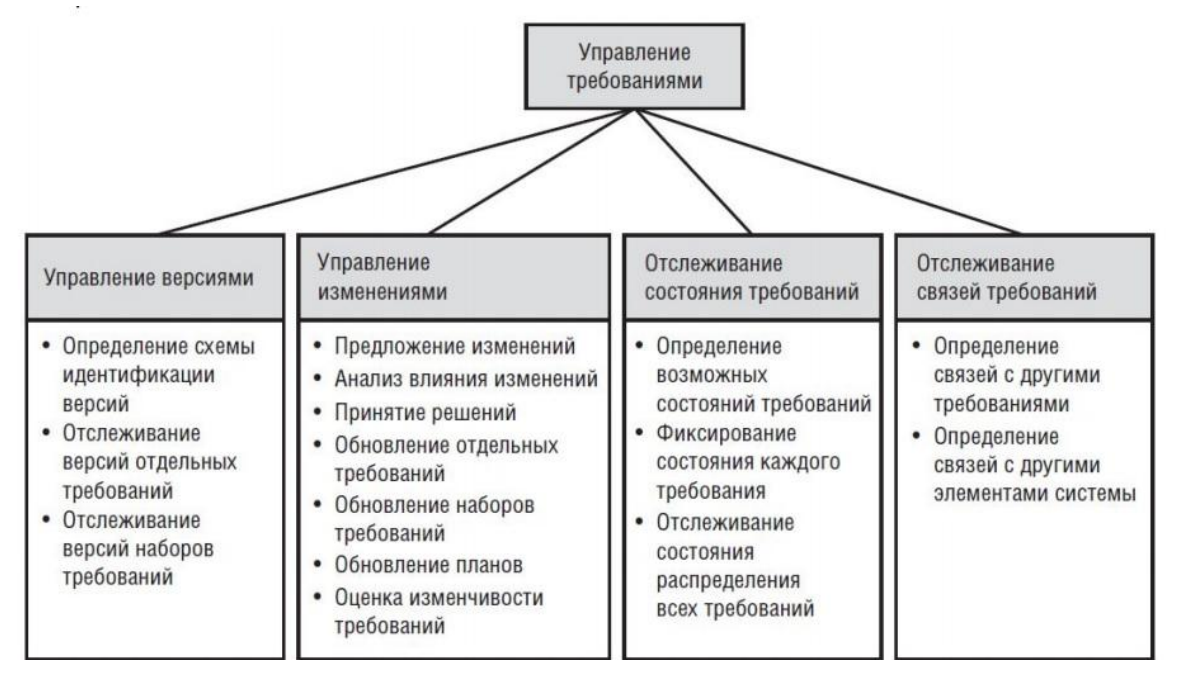 Управление
требованиями
Управление версиями
• Определение схемы
идентификации
версий
• Отслеживание
версий отдельных
требований
• Отслеживание
версий наборов
требований
Управление
изменениями
• Предложение изменений
• Анализ влияния изменений
• Принятие решений
• Обновление отдельных
требований
• Обновление наборов
требований
• Обновление планов
• Оценка изменчивости
требований
Отслеживание
состояния требований
• Определение
возможных
состояний требований
• Фиксирование
состояния каждого
требования
• Отслеживание
состояния
распределения
всех требований
Отслеживание
связей требований
• Определение
связей с другими
требованиями
• Определение
связей с другими
элементами системы